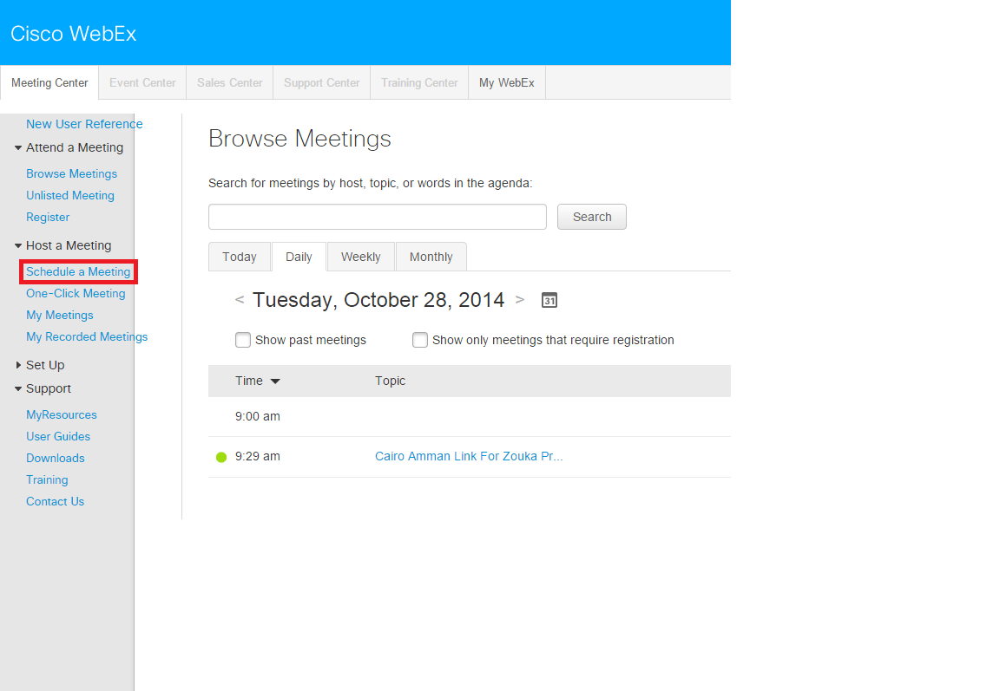 Cisco WebEx
Meeting Center Event Center Sales Center Support Center Training Center My WebEx
New User Reference
Attend a Meeting
Browse Meetings
Unlisted Meeting
Register
Host a Meeting
Schedule a Meeting
One-Click Meeting
My Meetings
My Recorded Meetings
Set Up
Support
MyResources
User Guides
Downloads
Training
Contact Us
Browse Meetings
Search for meetings by host, topic, or words in the agenda:
Search
Today Daily Weekly Monthly
< Tuesday, October 28, 2014 > 31
Show past meetings Show only meetings that require registration
Time Topic
9:00 am
9:29 am Cairo Amman Link For Zouka Pr...